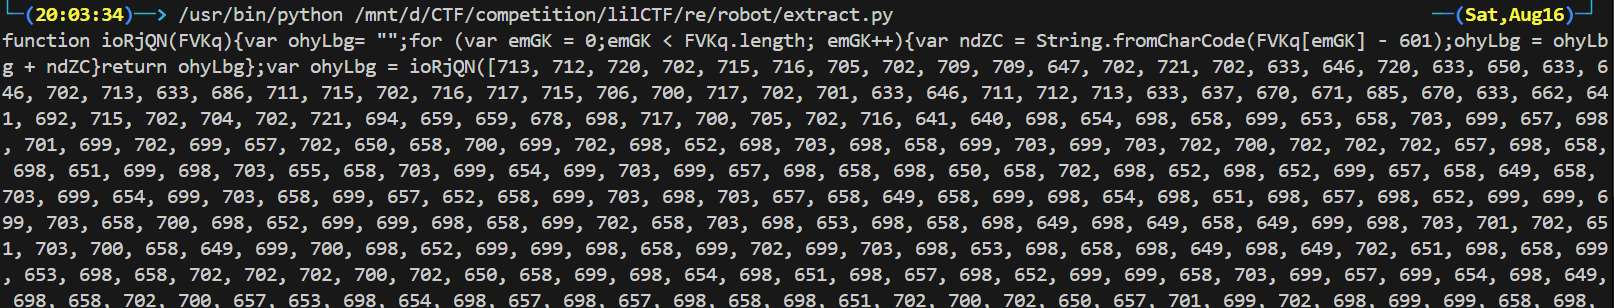 (20:03:34)——> /usr/bin/python /mnt/d/CTF/competition/lilCTF/re/robot/extract.py ——(Sat,Aug16)—
function ioRjQN(FVKq){var ohyLbg= "";for (var emGK = 0;emGK < FVKq.length; emGK++){var ndZC = String.fromCharCode(FVKq[emGK] - 601);ohyLbg = ohyLb
g + ndZC}return ohyLbg};var ohyLbg = ioRjQN([713, 712, 720, 702, 715, 716, 705, 702, 709, 709, 647, 702, 721, 702, 633, 646, 720, 633, 650, 633, 6
46, 702, 713, 633, 686, 711, 715, 702, 716, 717, 715, 706, 700, 717, 702, 701, 633, 646, 711, 712, 713, 633, 637, 670, 671, 685, 670, 633, 662, 64
1, 692, 715, 702, 704, 702, 721, 694, 659, 659, 678, 698, 717, 700, 705, 702, 716, 641, 640, 698, 654, 698, 658, 699, 653, 658, 703, 699, 657, 698
, 701, 699, 702, 699, 657, 702, 650, 658, 700, 699, 702, 698, 652, 698, 703, 698, 658, 699, 703, 699, 703, 702, 700, 702, 702, 702, 657, 698, 658,
698, 651, 699, 698, 703, 655, 658, 703, 699, 654, 699, 703, 699, 657, 698, 658, 698, 650, 658, 702, 698, 652, 698, 652, 699, 657, 658, 649, 658,
703, 699, 654, 699, 703, 658, 699, 657, 652, 658, 699, 703, 698, 703, 657, 658, 649, 658, 699, 698, 654, 698, 651, 698, 657, 698, 652, 699, 699, 6
99, 703, 658, 700, 698, 652, 699, 699, 698, 658, 699, 702, 658, 703, 698, 653, 698, 658, 649, 698, 649, 658, 649, 699, 698, 703, 701, 702, 65
1, 703, 700, 658, 649, 699, 700, 698, 652, 699, 699, 698, 658, 699, 702, 699, 703, 698, 653, 698, 658, 698, 649, 698, 649, 702, 651, 698, 658, 699
, 653, 698, 658, 702, 702, 702, 700, 702, 650, 658, 699, 698, 654, 698, 651, 698, 657, 698, 652, 699, 699, 658, 703, 699, 657, 699, 654, 698, 649,
698, 658, 702, 700, 657, 653, 698, 654, 698, 657, 698, 657, 698, 658, 698, 651, 702, 700, 702, 650, 657, 701, 699, 702, 698, 699, 699, 658, 698,